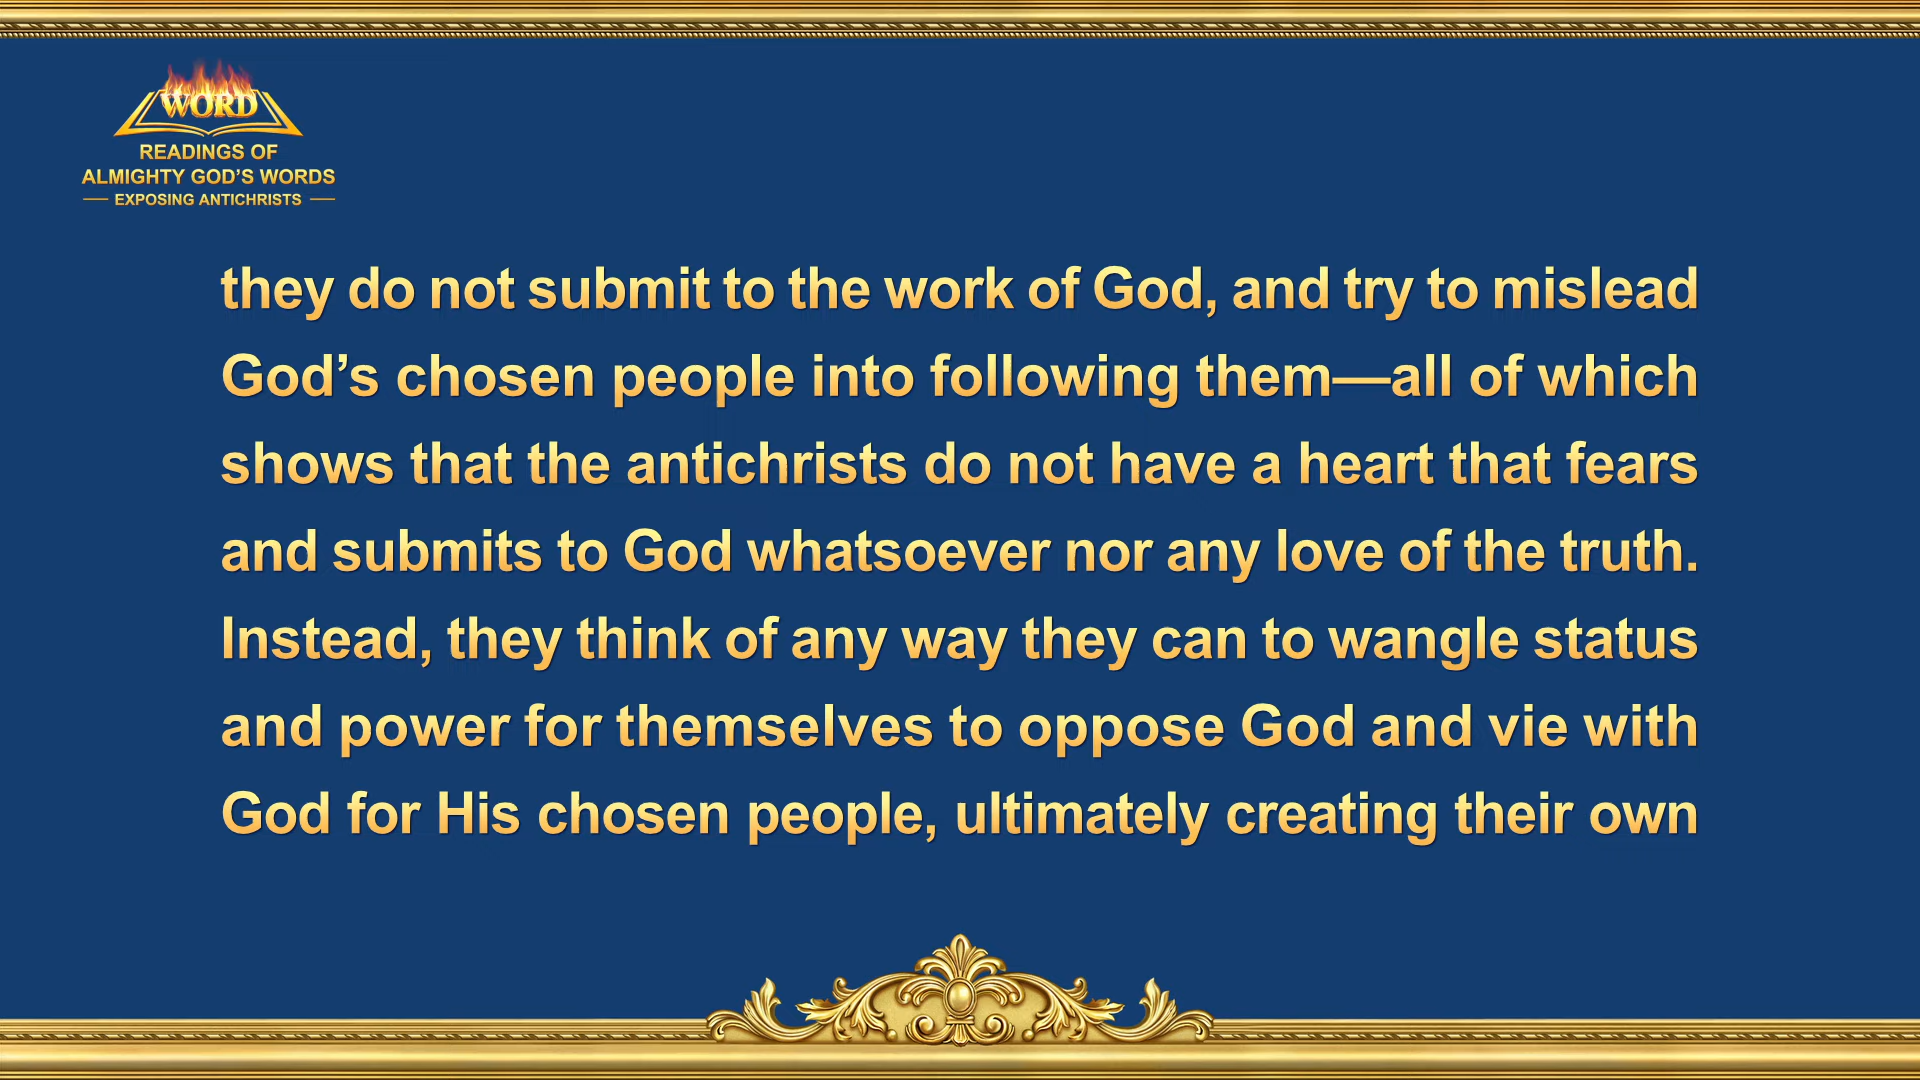 WORD
READINGS OF
ALMIGHTY GOD’S WORDS
EXPOSING ANTICHRISTS
they do not submit to the work of God, and try to mislead
God’s chosen people into following them—all of which
shows that the antichrists do not have a heart that fears
and submits to God whatsoever nor any love of the truth.
Instead, they think of any way they can to wangle status
and power for themselves to oppose God and vie with
God for His chosen people, ultimately creating their own